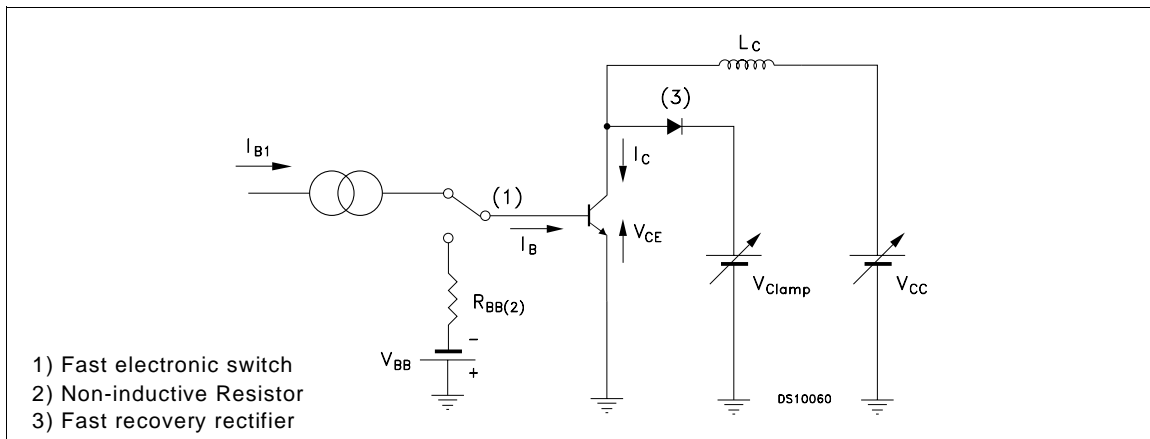 L_C
(3)
I_B1
I_C
(1)
I_B
V_CE
V_Clamp
V_CC
R_BB(2)
-
V_BB
+
1) Fast electronic switch
2) Non-inductive Resistor
3) Fast recovery rectifier
DS10060